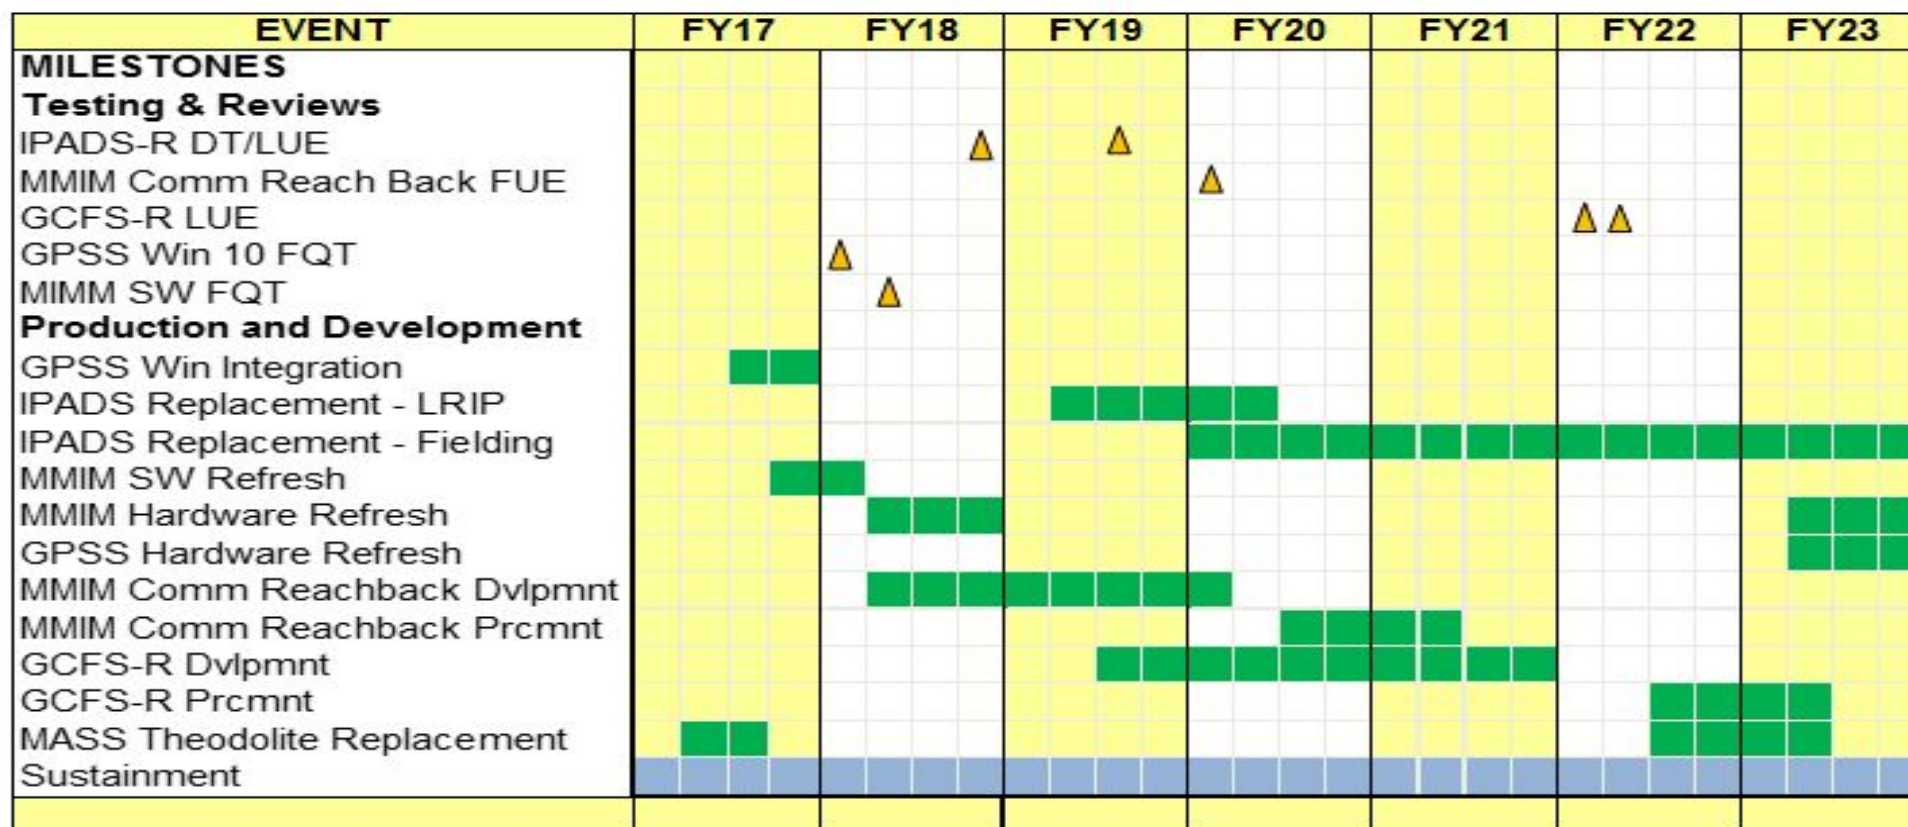 EVENT FY17 FY18 FY19 FY20 FY21 FY22 FY23
MILESTONES
Testing & Reviews
IPADS-R DT/LUE
MMIM Comm Reach Back FUE
GCFS-R LUE
GPSS Win 10 FQT
MIMM SW FQT
Production and Development
GPSS Win Integration
IPADS Replacement - LRIP
IPADS Replacement - Fielding
MMIM SW Refresh
MMIM Hardware Refresh
GPSS Hardware Refresh
MMIM Comm Reachback Dvlpmnt
MMIM Comm Reachback Prcmnt
GCFS-R Dvlpmnt
GCFS-R Prcmnt
MASS Theodolite Replacement
Sustainment